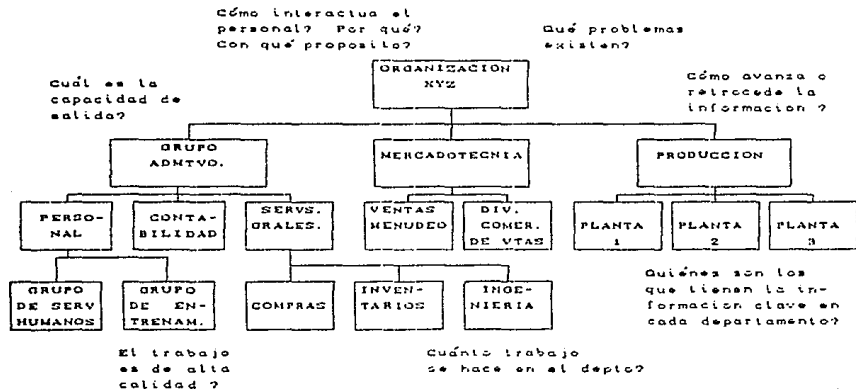 Cómo interactua el
personal? Por qué?
Con qué proposito?
Qué problemas
existen?
Cuál es la
capacidad de
salida?
ORGANIZACION
XYZ
Cómo avanza o
retrocede la
informacion ?
GRUPO
ADMTVO.
MERCADOTECNIA
PRODUCCION
PERSO-
NAL
CONTA-
BILIDAD
SERVS.
GRALES.
VENTAS
MENUDEO
DIV.
COMER.
DE VTAS
PLANTA
1
PLANTA
2
PLANTA
3
GRUPO
DE SERV
HUMANOS
GRUPO
DE EN-
TRENAM.
COMPRAS
INVEN-
TARIOS
INGE-
NIERIA
Quiénes son los
que tienen la in-
formacion clave en
cada departamento?
El trabajo
es de alta
calidad ?
Cuánto trabajo
se hace en el depto?